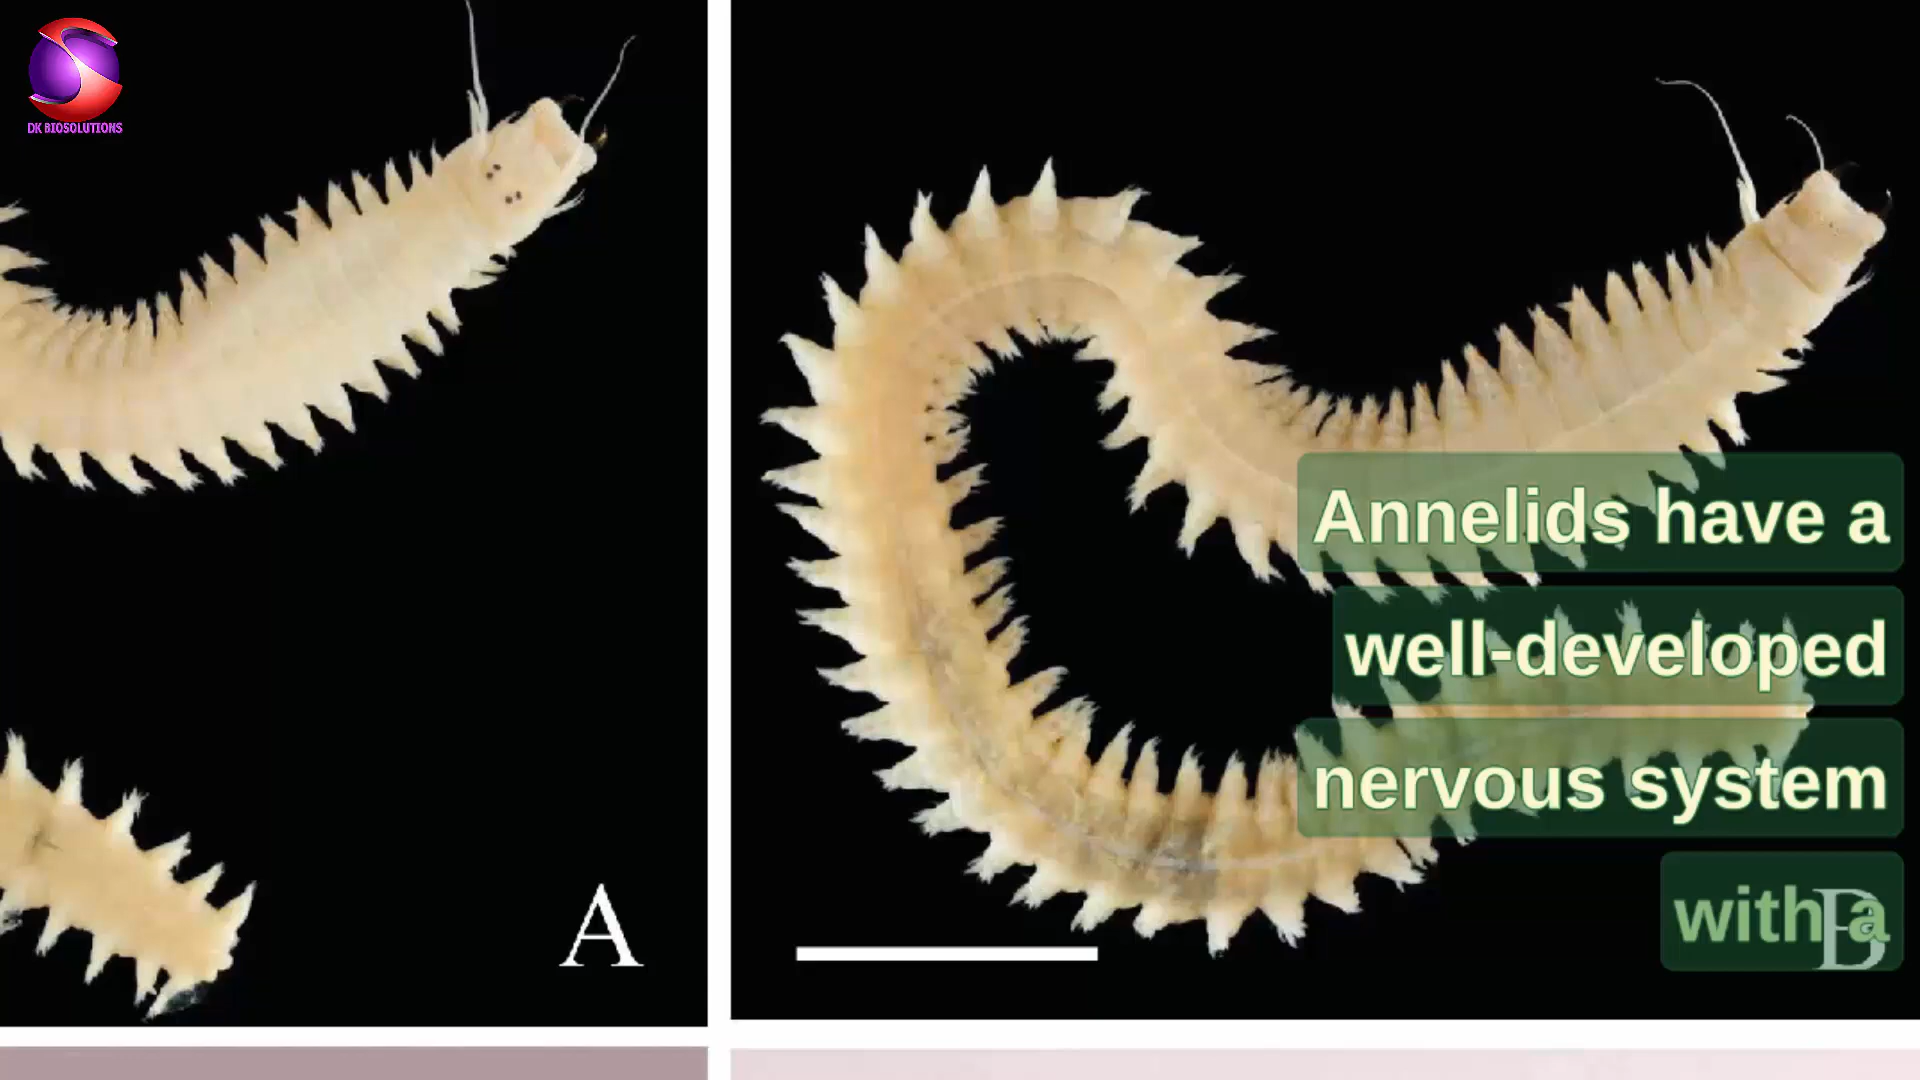 DK BIOSOLUTIONS
Annelids have a
well-developed
nervous system
with a
A
B